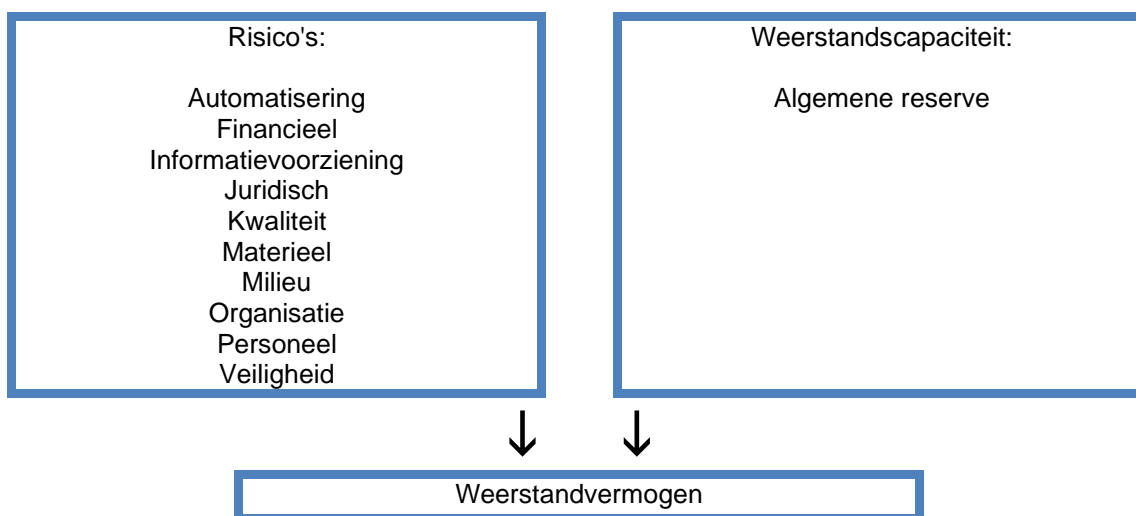 Risico's:
Automatisering
Financieel
Informatievoorziening
Juridisch
Kwaliteit
Materieel
Milieu
Organisatie
Personeel
Veiligheid
Weerstandscapaciteit:
Algemene reserve
↓ ↓
Weerstandvermogen